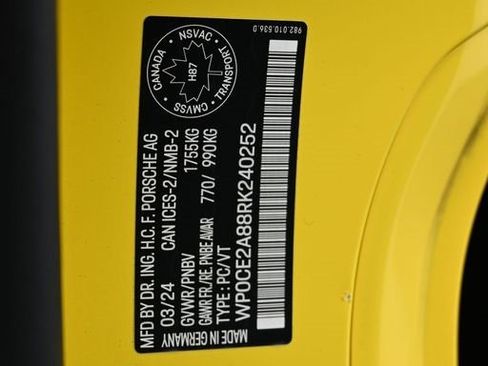 982.010.536.0
NSVAC
CANADA TRANSPORT
H87
CMVSS
MFD BY DR. ING. H.C. F. PORSCHE AG
03/24 CAN ICES-2/NMB-2
GVWR/PNBV 1755KG
GAWR FR./RE. PNBE AV/AR 770/ 990KG
TYPE: PC/VT
WP0CE2A88RK240252
MADE IN GERMANY